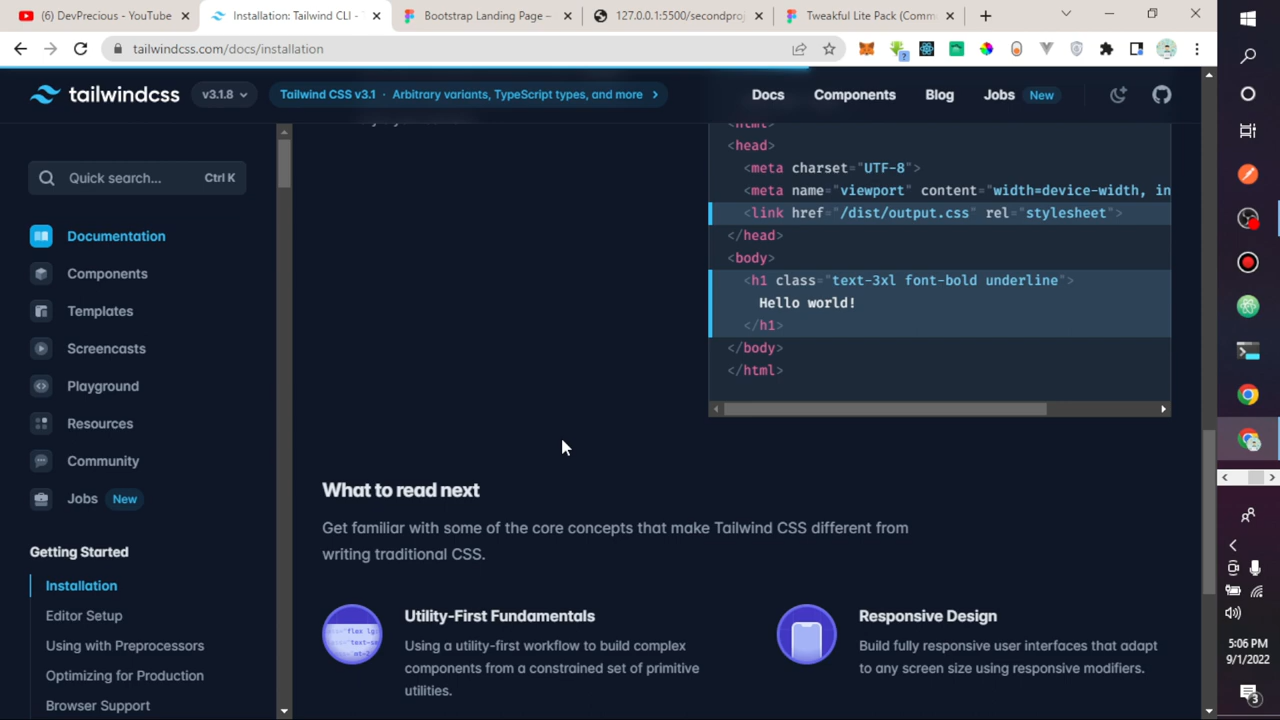 (6) DevPrecious - YouTube
Installation: Tailwind CLI -
Bootstrap Landing Page –
127.0.0.1:5500/secondproj
Tweakful Lite Pack (Comm
tailwindcss.com/docs/installation
tailwindcss
v3.1.8
Tailwind CSS v3.1 · Arbitrary variants, TypeScript types, and more
Docs
Components
Blog
Jobs
New
Quick search...
Ctrl K
Documentation
Components
Templates
Screencasts
Playground
Resources
Community
Jobs
New
Getting Started
Installation
Editor Setup
Using with Preprocessors
Optimizing for Production
Browser Support
<head>
<meta charset="UTF-8">
<meta name="viewport" content="width=device-width, in
<link href="/dist/output.css" rel="stylesheet">
</head>
<body>
<h1 class="text-3xl font-bold underline">
Hello world!
</h1>
</body>
</html>
What to read next
Get familiar with some of the core concepts that make Tailwind CSS different from
writing traditional CSS.
Utility-First Fundamentals
Using a utility-first workflow to build complex
components from a constrained set of primitive
utilities.
Responsive Design
Build fully responsive user interfaces that adapt
to any screen size using responsive modifiers.
5:06 PM
9/1/2022
3